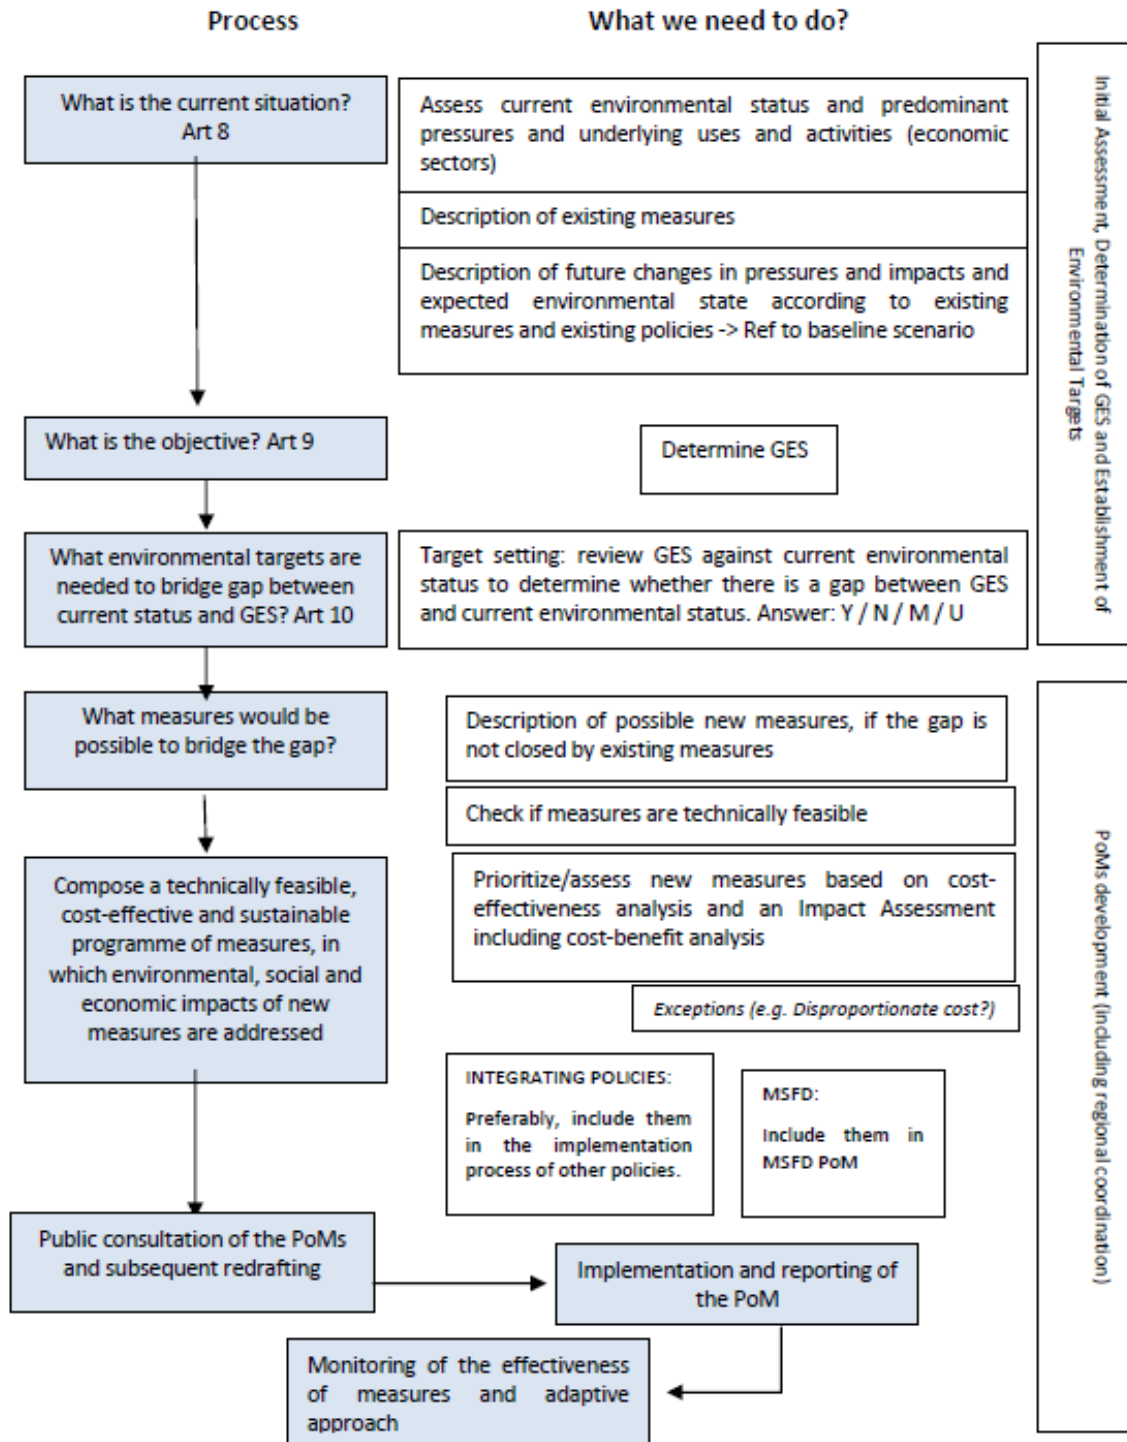 Process
What we need to do?
What is the current situation?
Art 8
Assess current environmental status and predominant
pressures and underlying uses and activities (economic
sectors)
Description of existing measures
Description of future changes in pressures and impacts and
expected environmental state according to existing
measures and existing policies -> Ref to baseline scenario
Initial Assessment, Determination of GES and Establishment of
Environmental Targets
What is the objective? Art 9
Determine GES
What environmental targets are
needed to bridge gap between
current status and GES? Art 10
Target setting: review GES against current environmental
status to determine whether there is a gap between GES
and current environmental status. Answer: Y / N / M / U
What measures would be
possible to bridge the gap?
Description of possible new measures, if the gap is
not closed by existing measures
Check if measures are technically feasible
Compose a technically feasible,
cost-effective and sustainable
programme of measures, in
which environmental, social and
economic impacts of new
measures are addressed
Prioritize/assess new measures based on cost-
effectiveness analysis and an Impact Assessment
including cost-benefit analysis
Exceptions (e.g. Disproportionate cost?)
INTEGRATING POLICIES:
Preferably, include them
in the implementation
process of other policies.
MSFD:
Include them in
MSFD PoM
PoMs development (including regional coordination)
Public consultation of the PoMs
and subsequent redrafting
Implementation and reporting of
the PoM
Monitoring of the effectiveness
of measures and adaptive
approach